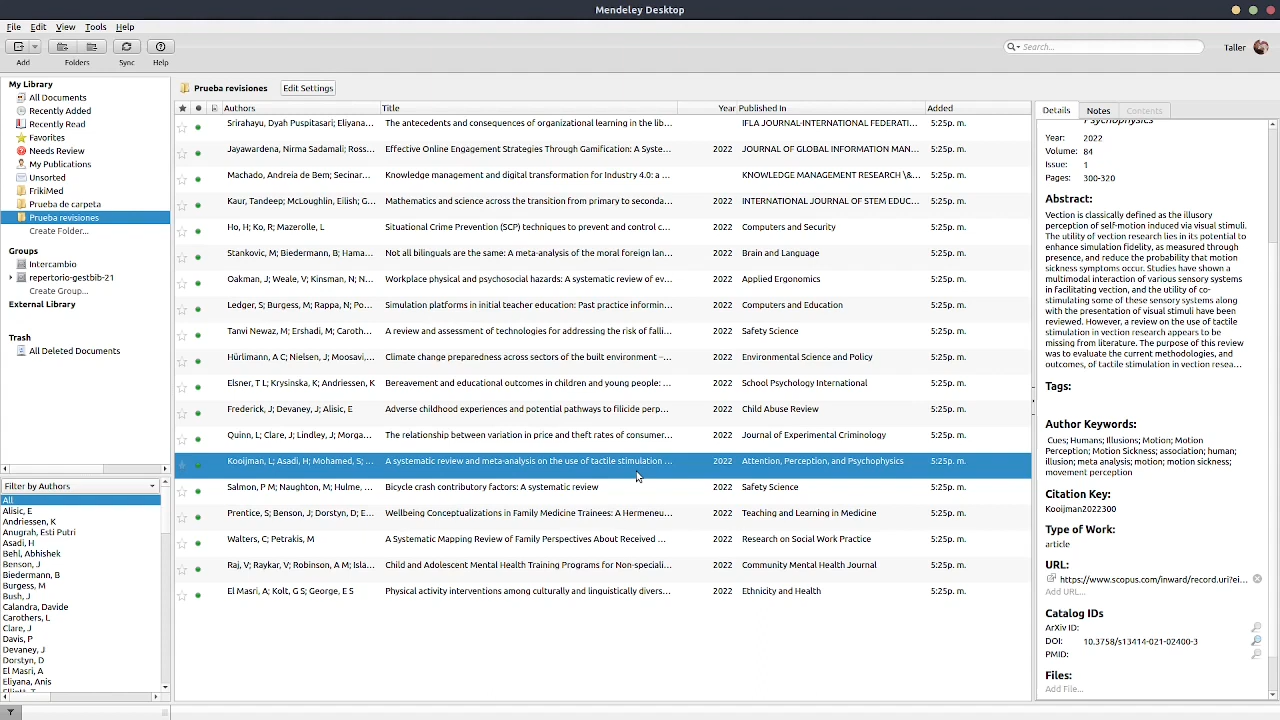 Mendeley Desktop
File Edit View Tools Help
Add Folders Sync Help
Search...
Taller
My Library
All Documents
Recently Added
Recently Read
Favorites
Needs Review
My Publications
Unsorted
FrikiMed
Prueba de carpeta
Prueba revisiones
Create Folder...
Groups
Intercambio
repertorio-gestbib-21
Create Group...
External Library
Trash
All Deleted Documents
Filter by Authors
All
Alisic, E
Andriessen, K
Anugrah, Esti Putri
Asadi, H
Behl, Abhishek
Benson, J
Biedermann, B
Burgess, M
Bush, J
Calandra, Davide
Carothers, L
Clare, J
Davis, P
Devaney, J
Dorstyn, D
El Masri, A
Eliyana, Anis
Prueba revisiones Edit Settings
Authors Title Year Published In Added
Srirahayu, Dyah Puspitasari; Eliyana... The antecedents and consequences of organizational learning in the lib... IFLA JOURNAL-INTERNATIONAL FEDERATI... 5:25p. m.
Jayawardena, Nirma Sadamali; Ross... Effective Online Engagement Strategies Through Gamification: A Syste... 2022 JOURNAL OF GLOBAL INFORMATION MAN... 5:25p. m.
Machado, Andreia de Bem; Secinar... Knowledge management and digital transformation for Industry 4.0: a ... KNOWLEDGE MANAGEMENT RESEARCH \&... 5:25p. m.
Kaur, Tandeep; McLoughlin, Eilish; G... Mathematics and science across the transition from primary to seconda... 2022 INTERNATIONAL JOURNAL OF STEM EDUC... 5:25p. m.
Ho, H; Ko, R; Mazerolle, L Situational Crime Prevention (SCP) techniques to prevent and control c... 2022 Computers and Security 5:25p. m.
Stankovic, M; Biedermann, B; Hama... Not all bilinguals are the same: A meta-analysis of the moral foreign lan... 2022 Brain and Language 5:25p. m.
Oakman, J; Weale, V; Kinsman, N; N... Workplace physical and psychosocial hazards: A systematic review of ev... 2022 Applied Ergonomics 5:25p. m.
Ledger, S; Burgess, M; Rappa, N; Po... Simulation platforms in initial teacher education: Past practice informin... 2022 Computers and Education 5:25p. m.
Tanvi Newaz, M; Ershadi, M; Caroth... A review and assessment of technologies for addressing the risk of falli... 2022 Safety Science 5:25p. m.
Hürlimann, A C; Nielsen, J; Moosavi,... Climate change preparedness across sectors of the built environment –... 2022 Environmental Science and Policy 5:25p. m.
Elsner, T L; Krysinska, K; Andriessen, K Bereavement and educational outcomes in children and young people: ... 2022 School Psychology International 5:25p. m.
Frederick, J; Devaney, J; Alisic, E Adverse childhood experiences and potential pathways to filicide perp... 2022 Child Abuse Review 5:25p. m.
Quinn, L; Clare, J; Lindley, J; Morga... The relationship between variation in price and theft rates of consumer... 2022 Journal of Experimental Criminology 5:25p. m.
Kooijman, L; Asadi, H; Mohamed, S; ... A systematic review and meta-analysis on the use of tactile stimulation ... 2022 Attention, Perception, and Psychophysics 5:25p. m.
Salmon, P M; Naughton, M; Hulme, ... Bicycle crash contributory factors: A systematic review 2022 Safety Science 5:25p. m.
Prentice, S; Benson, J; Dorstyn, D; E... Wellbeing Conceptualizations in Family Medicine Trainees: A Hermeneu... 2022 Teaching and Learning in Medicine 5:25p. m.
Walters, C; Petrakis, M A Systematic Mapping Review of Family Perspectives About Received ... 2022 Research on Social Work Practice 5:25p. m.
Raj, V; Raykar, V; Robinson, A M; Isla... Child and Adolescent Mental Health Training Programs for Non-speciali... 2022 Community Mental Health Journal 5:25p. m.
El Masri, A; Kolt, G S; George, E S Physical activity interventions among culturally and linguistically divers... 2022 Ethnicity and Health 5:25p. m.
Details Notes Contents
Psychophysics
Year: 2022
Volume: 84
Issue: 1
Pages: 300-320
Abstract:
Vection is classically defined as the illusory
perception of self-motion induced via visual stimuli.
The utility of vection research lies in its potential to
enhance simulation fidelity, as measured through
presence, and reduce the probability that motion
sickness symptoms occur. Studies have shown a
multimodal interaction of various sensory systems
in facilitating vection, and the utility of co-
stimulating some of these sensory systems along
with the presentation of visual stimuli have been
reviewed. However, a review on the use of tactile
stimulation in vection research appears to be
missing from literature. The purpose of this review
was to evaluate the current methodologies, and
outcomes, of tactile stimulation in vection resea...
Tags:
Author Keywords:
Cues; Humans; Illusions; Motion; Motion
Perception; Motion Sickness; association; human;
illusion; meta analysis; motion; motion sickness;
movement perception
Citation Key:
Kooijman2022300
Type of Work:
article
URL:
https://www.scopus.com/inward/record.uri?ei...
Add URL...
Catalog IDs
ArXiv ID:
DOI: 10.3758/s13414-021-02400-3
PMID:
Files:
Add File...